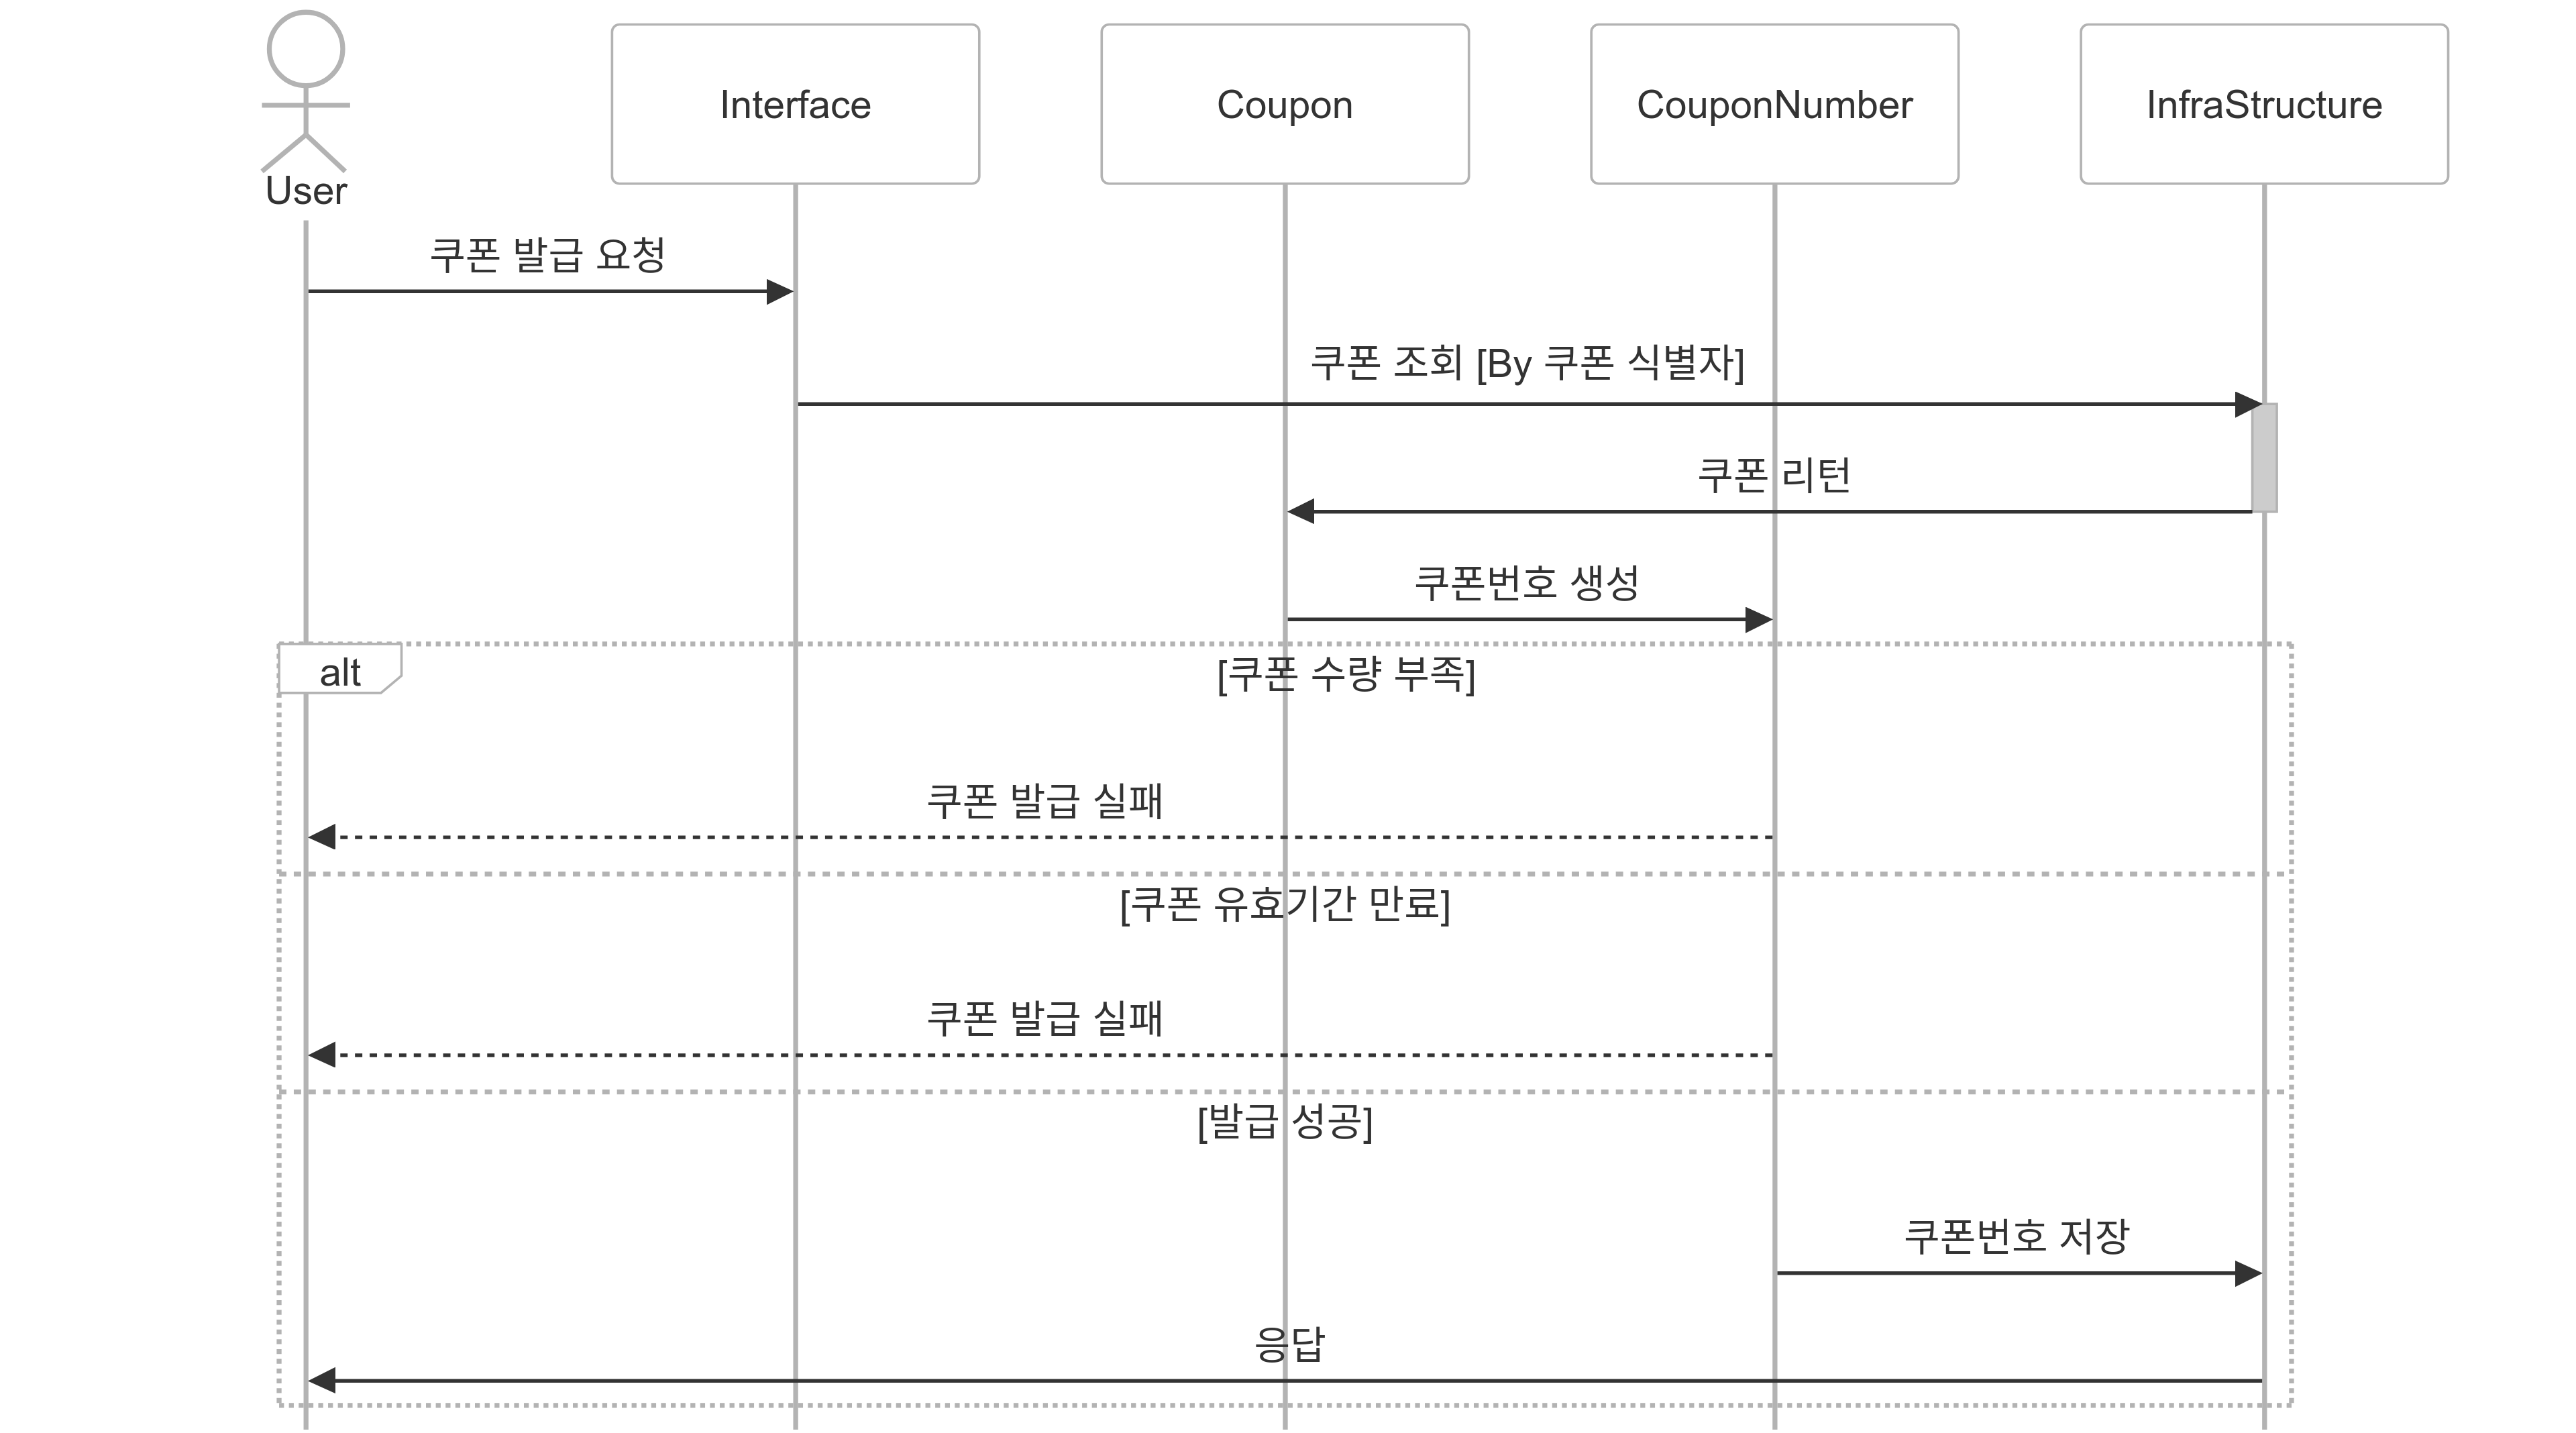 User
Interface
Coupon
CouponNumber
InfraStructure
쿠폰 발급 요청
쿠폰 조회 [By 쿠폰 식별자]
쿠폰 리턴
쿠폰번호 생성
alt
[쿠폰 수량 부족]
쿠폰 발급 실패
[쿠폰 유효기간 만료]
쿠폰 발급 실패
[발급 성공]
쿠폰번호 저장
응답